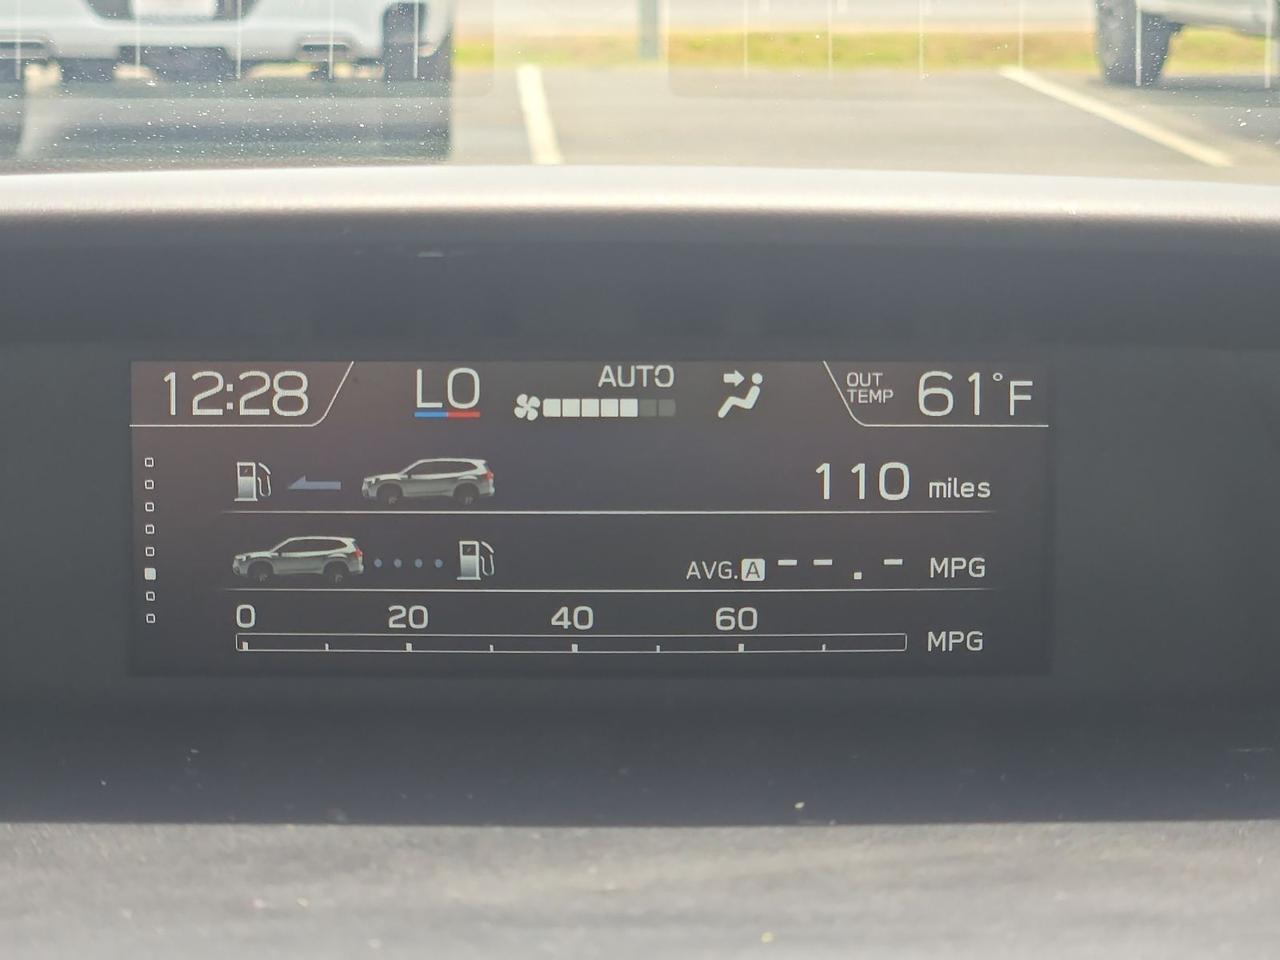 12:28 LO AUTO OUT TEMP 61°F
110 miles
AVG.A --.- MPG
0 20 40 60
MPG